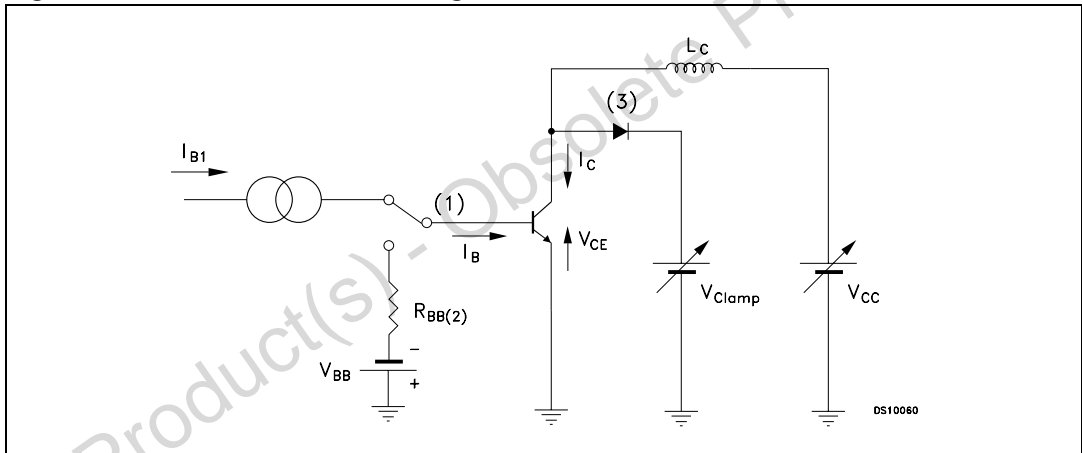 L_C
(3)
I_B1
I_C
(1)
I_B
V_CE
R_BB(2)
V_Clamp
V_CC
V_BB
-
+
DS10060
Product(s) - Obsolete